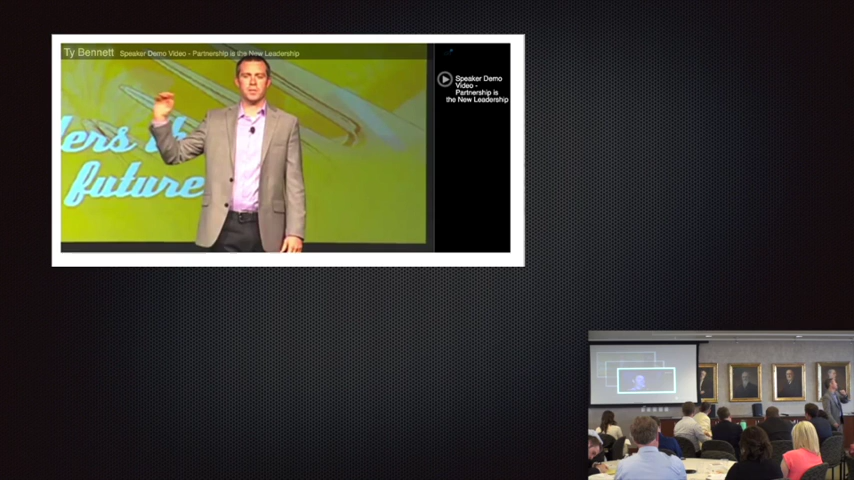 Ty Bennett Speaker Demo Video - Partnership is the New Leadership
Speaker Demo
Video -
Partnership is
the New Leadership
ders
future